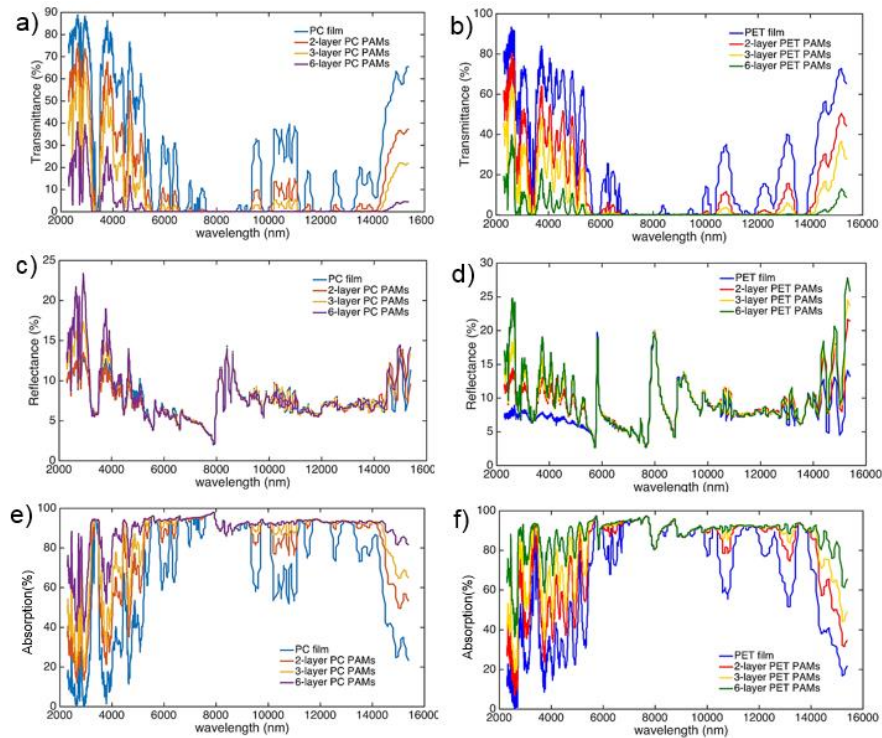 a)
90
80
70
60
50
40
30
20
10
0
Transmittance (%)
PC film
2-layer PC PAMs
3-layer PC PAMs
6-layer PC PAMs
2000 4000 6000 8000 10000 12000 14000 1600
wavelength (nm)
b)
100
80
60
40
20
0
Transmittance (%)
PET film
2-layer PET PAMs
3-layer PET PAMs
6-layer PET PAMs
2000 4000 6000 8000 10000 12000 14000 16000
wavelength (nm)
c)
25
20
15
10
5
0
Reflectance (%)
PC film
2-layer PC PAMs
3-layer PC PAMs
6-layer PC PAMs
2000 4000 6000 8000 10000 12000 14000 16000
wavelength (nm)
d)
30
25
20
15
10
5
0
Reflectance (%)
PET film
2-layer PET PAMs
3-layer PET PAMs
6-layer PET PAMs
2000 4000 6000 8000 10000 12000 14000 16000
wavelength (nm)
e)
100
80
60
40
20
0
Absorption(%)
PC film
2-layer PC PAMs
3-layer PC PAMs
6-layer PC PAMs
2000 4000 6000 8000 10000 12000 14000 1600
wavelength (nm)
f)
100
80
60
40
20
0
Absorption(%)
PET film
2-layer PET PAMs
3-layer PET PAMs
6-layer PET PAMs
2000 4000 6000 8000 10000 12000 14000 16000
wavelength (nm)